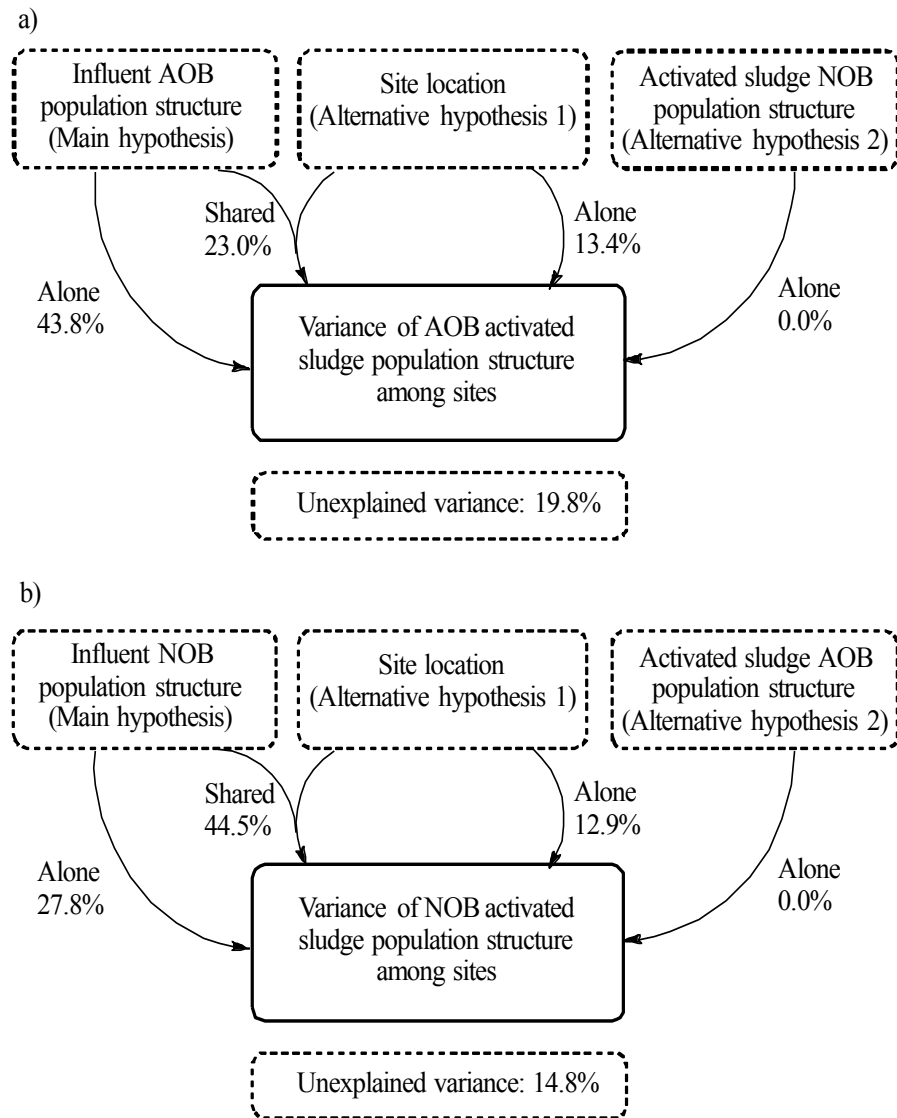 a)
Influent AOB
population structure
(Main hypothesis)
Site location
(Alternative hypothesis 1)
Activated sludge NOB
population structure
(Alternative hypothesis 2)
Shared
23.0%
Alone
13.4%
Alone
43.8%
Alone
0.0%
Variance of AOB activated
sludge population structure
among sites
Unexplained variance: 19.8%
b)
Influent NOB
population structure
(Main hypothesis)
Site location
(Alternative hypothesis 1)
Activated sludge AOB
population structure
(Alternative hypothesis 2)
Shared
44.5%
Alone
12.9%
Alone
27.8%
Alone
0.0%
Variance of NOB activated
sludge population structure
among sites
Unexplained variance: 14.8%